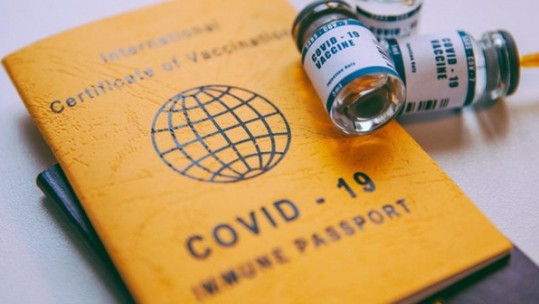 International
Certificate of Vaccination
COVID - 19
IMMUNE PASSPORT
COVID - 19
VACCINE
COVID - 19
VACCINE